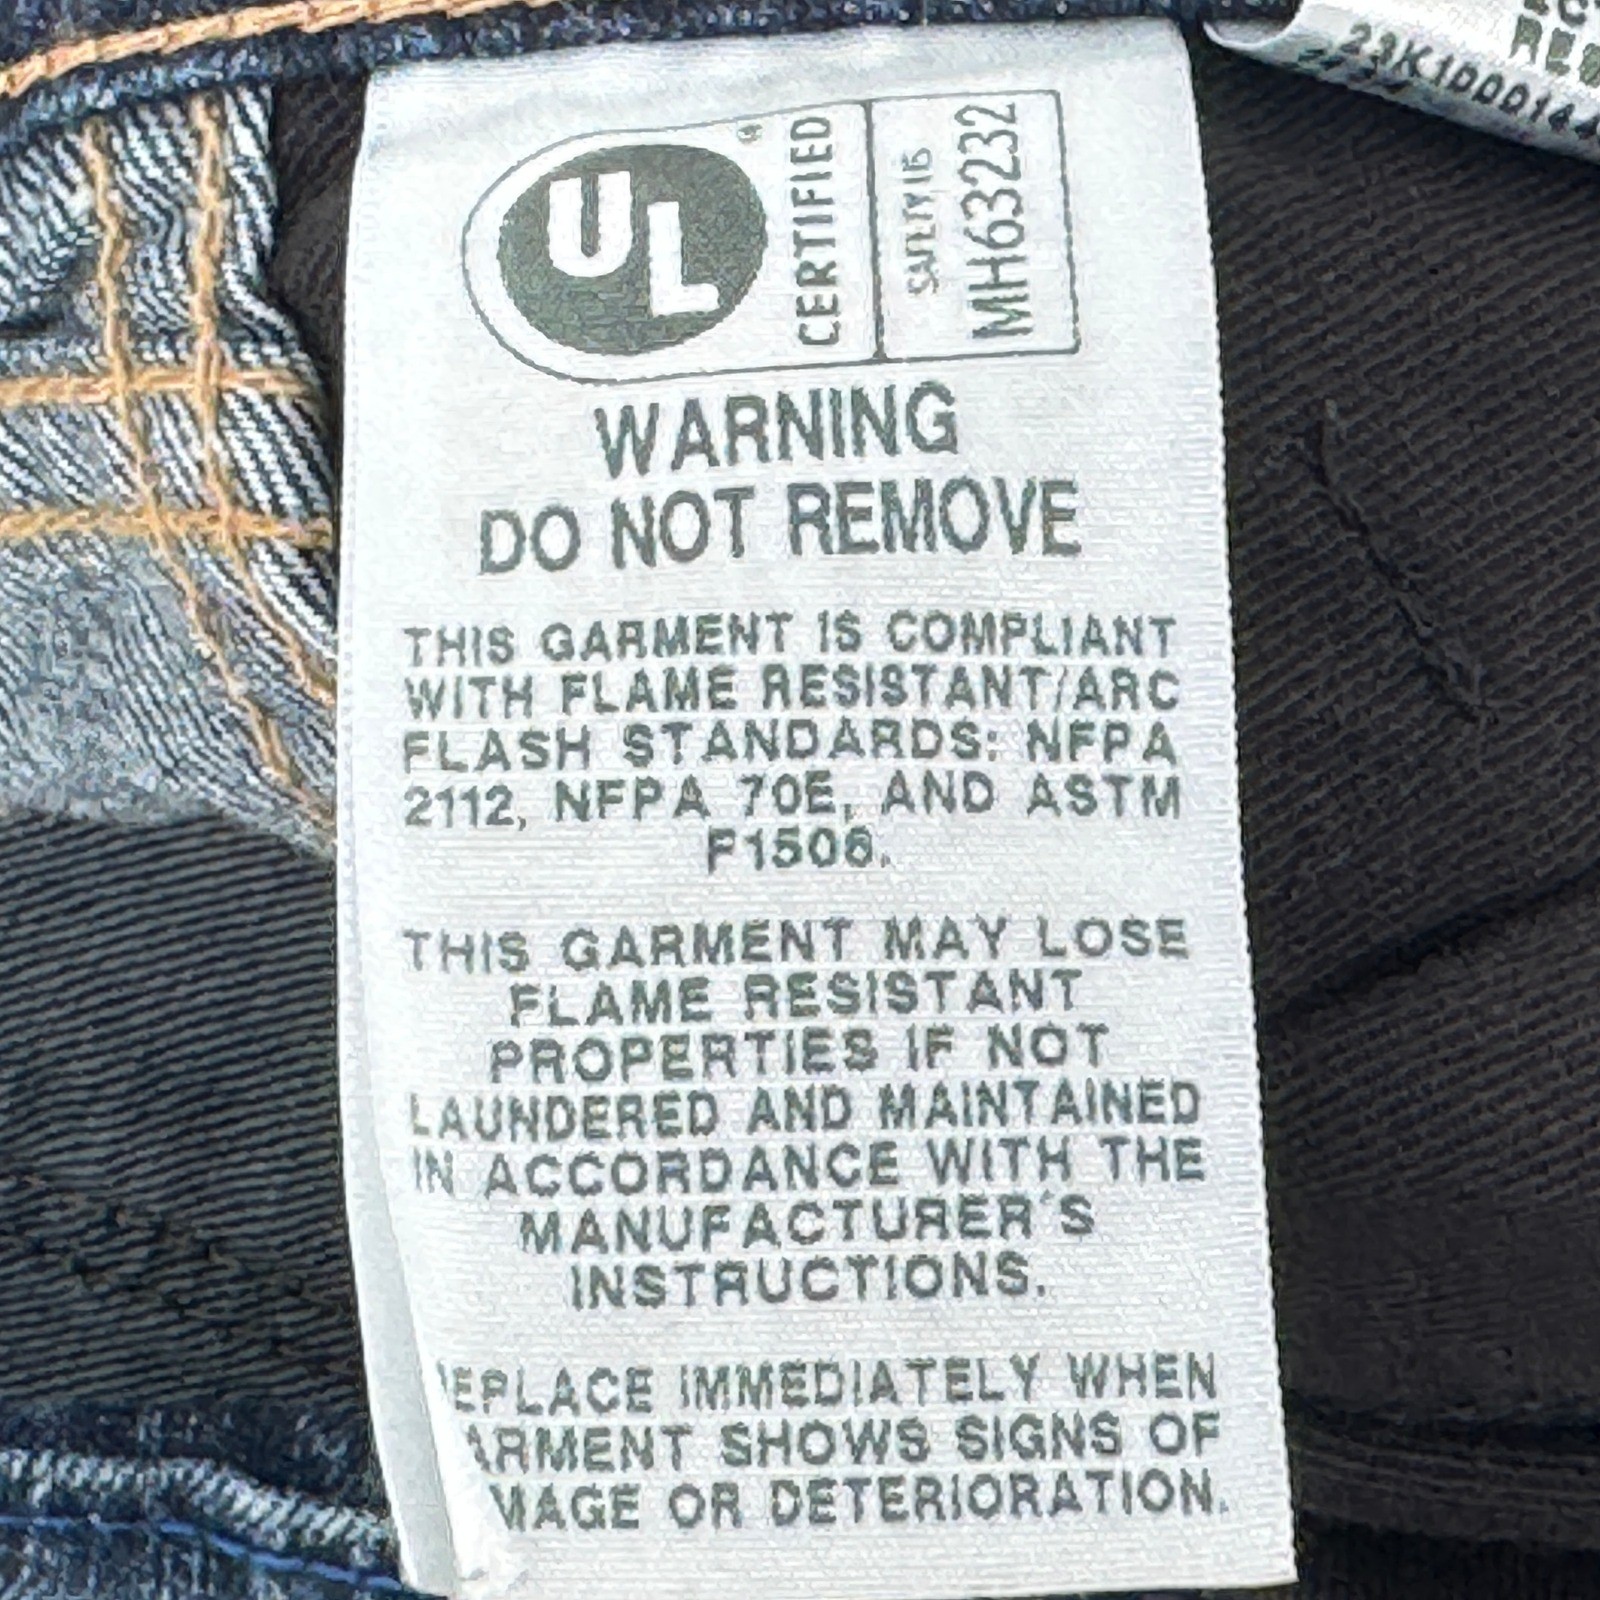 UL
CERTIFIED
SAFETY US
MH63232
WARNING
DO NOT REMOVE
THIS GARMENT IS COMPLIANT
WITH FLAME RESISTANT/ARC
FLASH STANDARDS: NFPA
2112, NFPA 70E, AND ASTM
F1506.
THIS GARMENT MAY LOSE
FLAME RESISTANT
PROPERTIES IF NOT
LAUNDERED AND MAINTAINED
IN ACCORDANCE WITH THE
MANUFACTURER'S
INSTRUCTIONS.
EPLACE IMMEDIATELY WHEN
ARMENT SHOWS SIGNS OF
MAGE OR DETERIORATION.
23K1000144